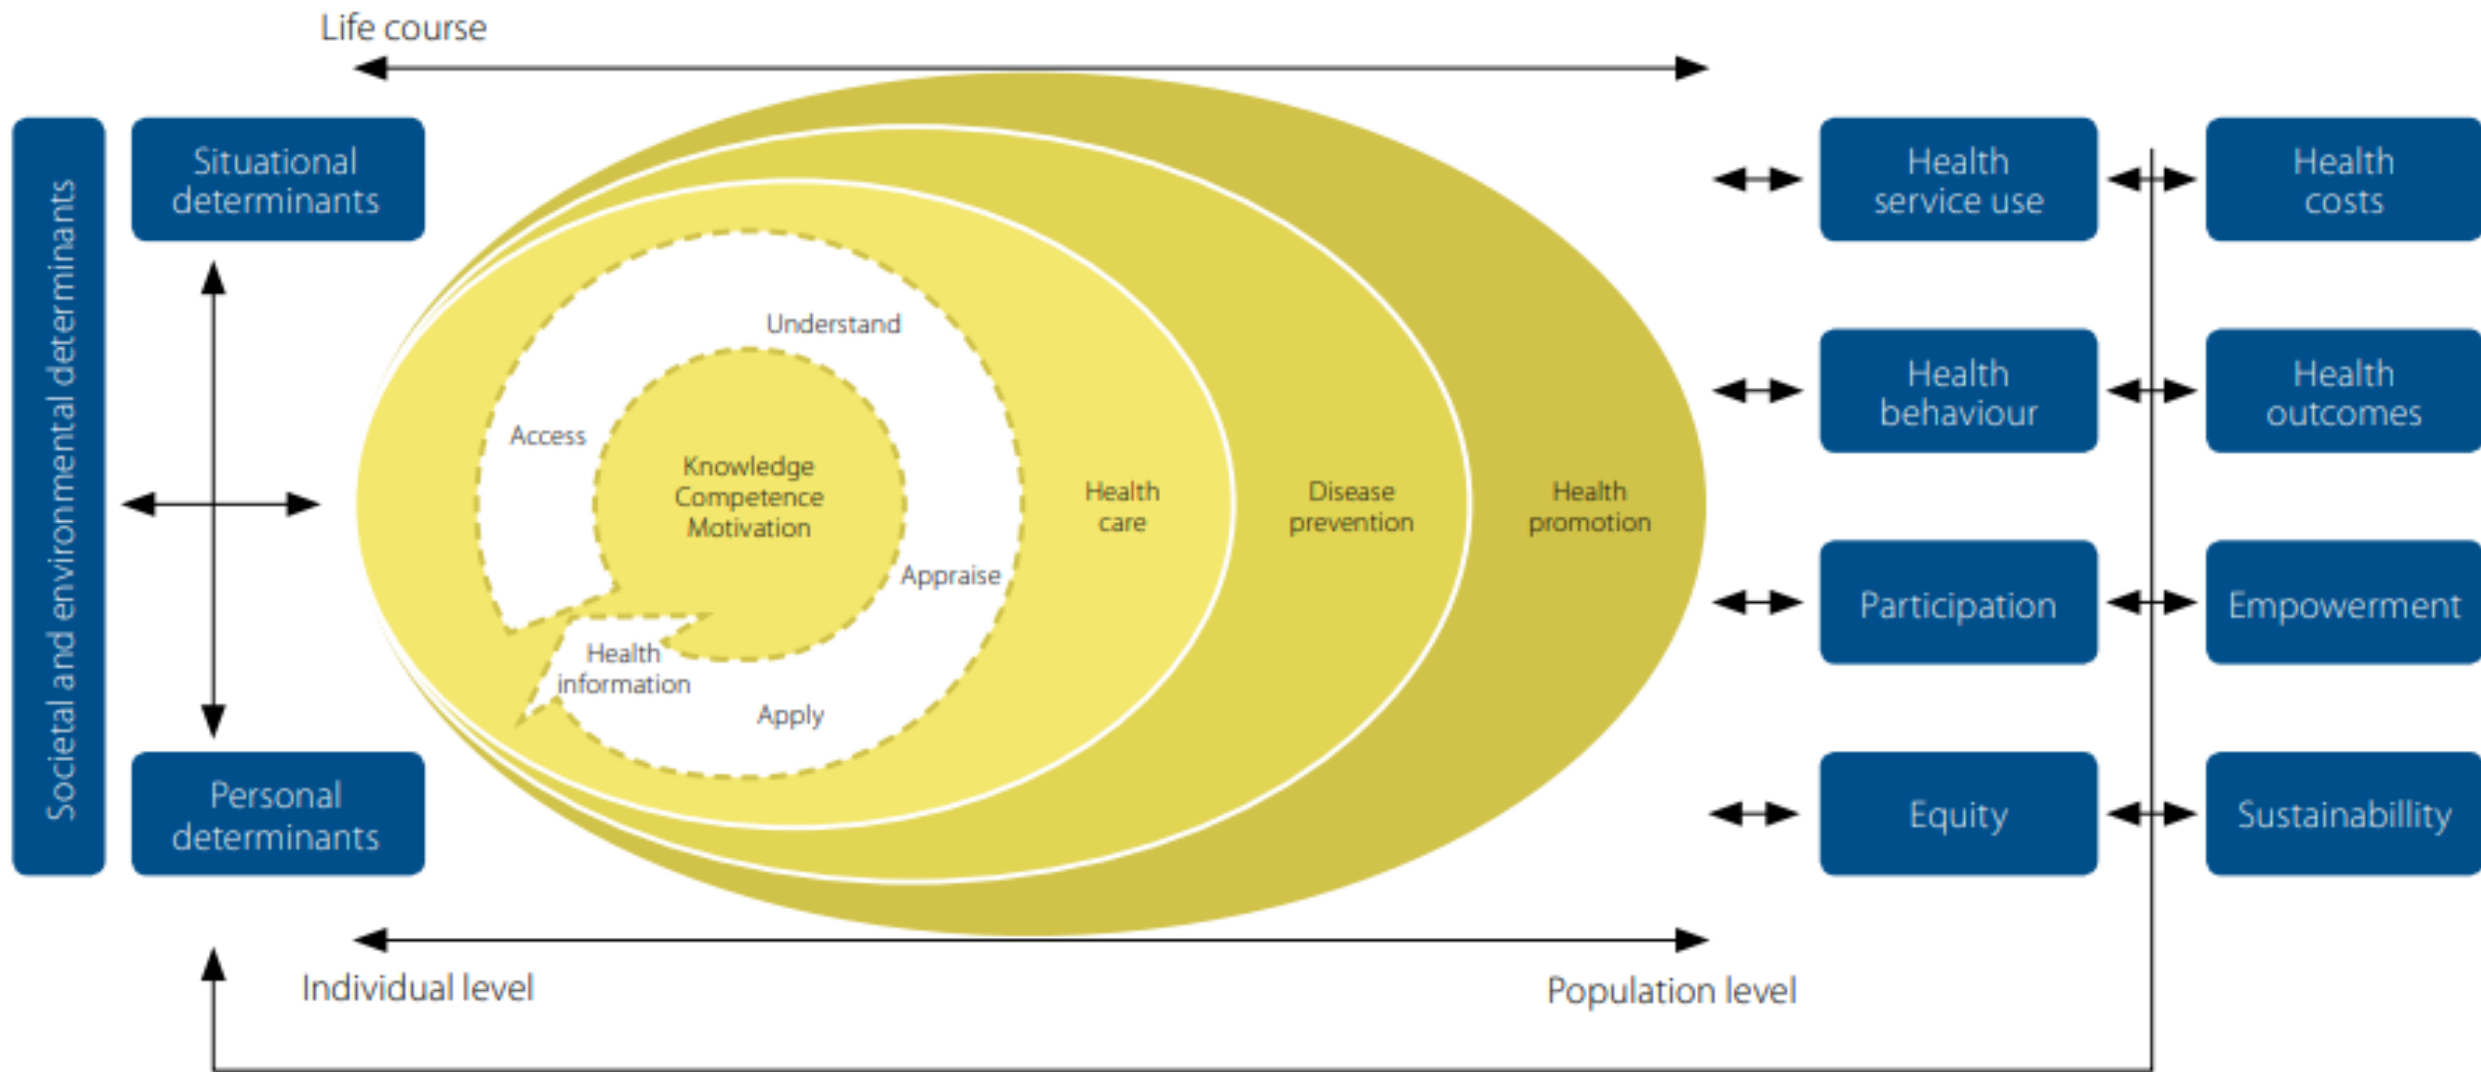 Life course
Societal and environmental determinants
Situational
determinants
Personal
determinants
Understand
Access
Knowledge
Competence
Motivation
Appraise
Health
information
Apply
Health
care
Disease
prevention
Health
promotion
Health
service use
Health
costs
Health
behaviour
Health
outcomes
Participation
Empowerment
Equity
Sustainabillity
Individual level
Population level